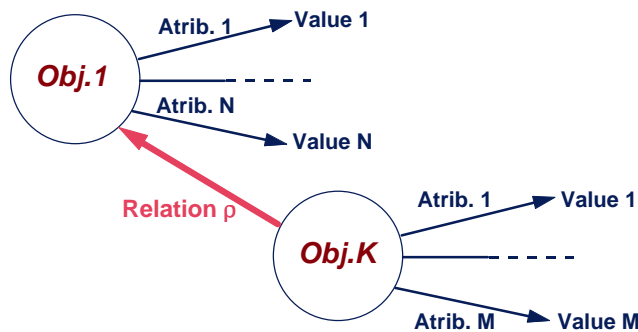 Atrib. 1
Value 1
Obj.1
Atrib. N
Value N
Relation ρ
Atrib. 1
Value 1
Obj.K
Atrib. M
Value M